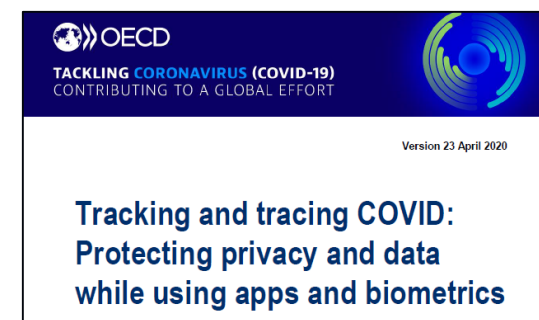 OECD
TACKLING CORONAVIRUS (COVID-19)
CONTRIBUTING TO A GLOBAL EFFORT
Version 23 April 2020
Tracking and tracing COVID:
Protecting privacy and data
while using apps and biometrics